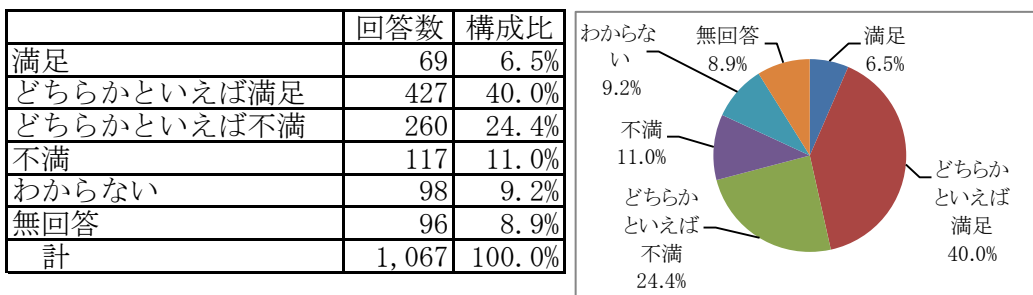 回答数 構成比
満足 69 6.5%
どちらかといえば満足 427 40.0%
どちらかといえば不満 260 24.4%
不満 117 11.0%
わからない 98 9.2%
無回答 96 8.9%
計 1,067 100.0%
満足
6.5%
どちらか
といえば
満足
40.0%
どちらか
といえば
不満
24.4%
不満
11.0%
わからな
い
9.2%
無回答
8.9%